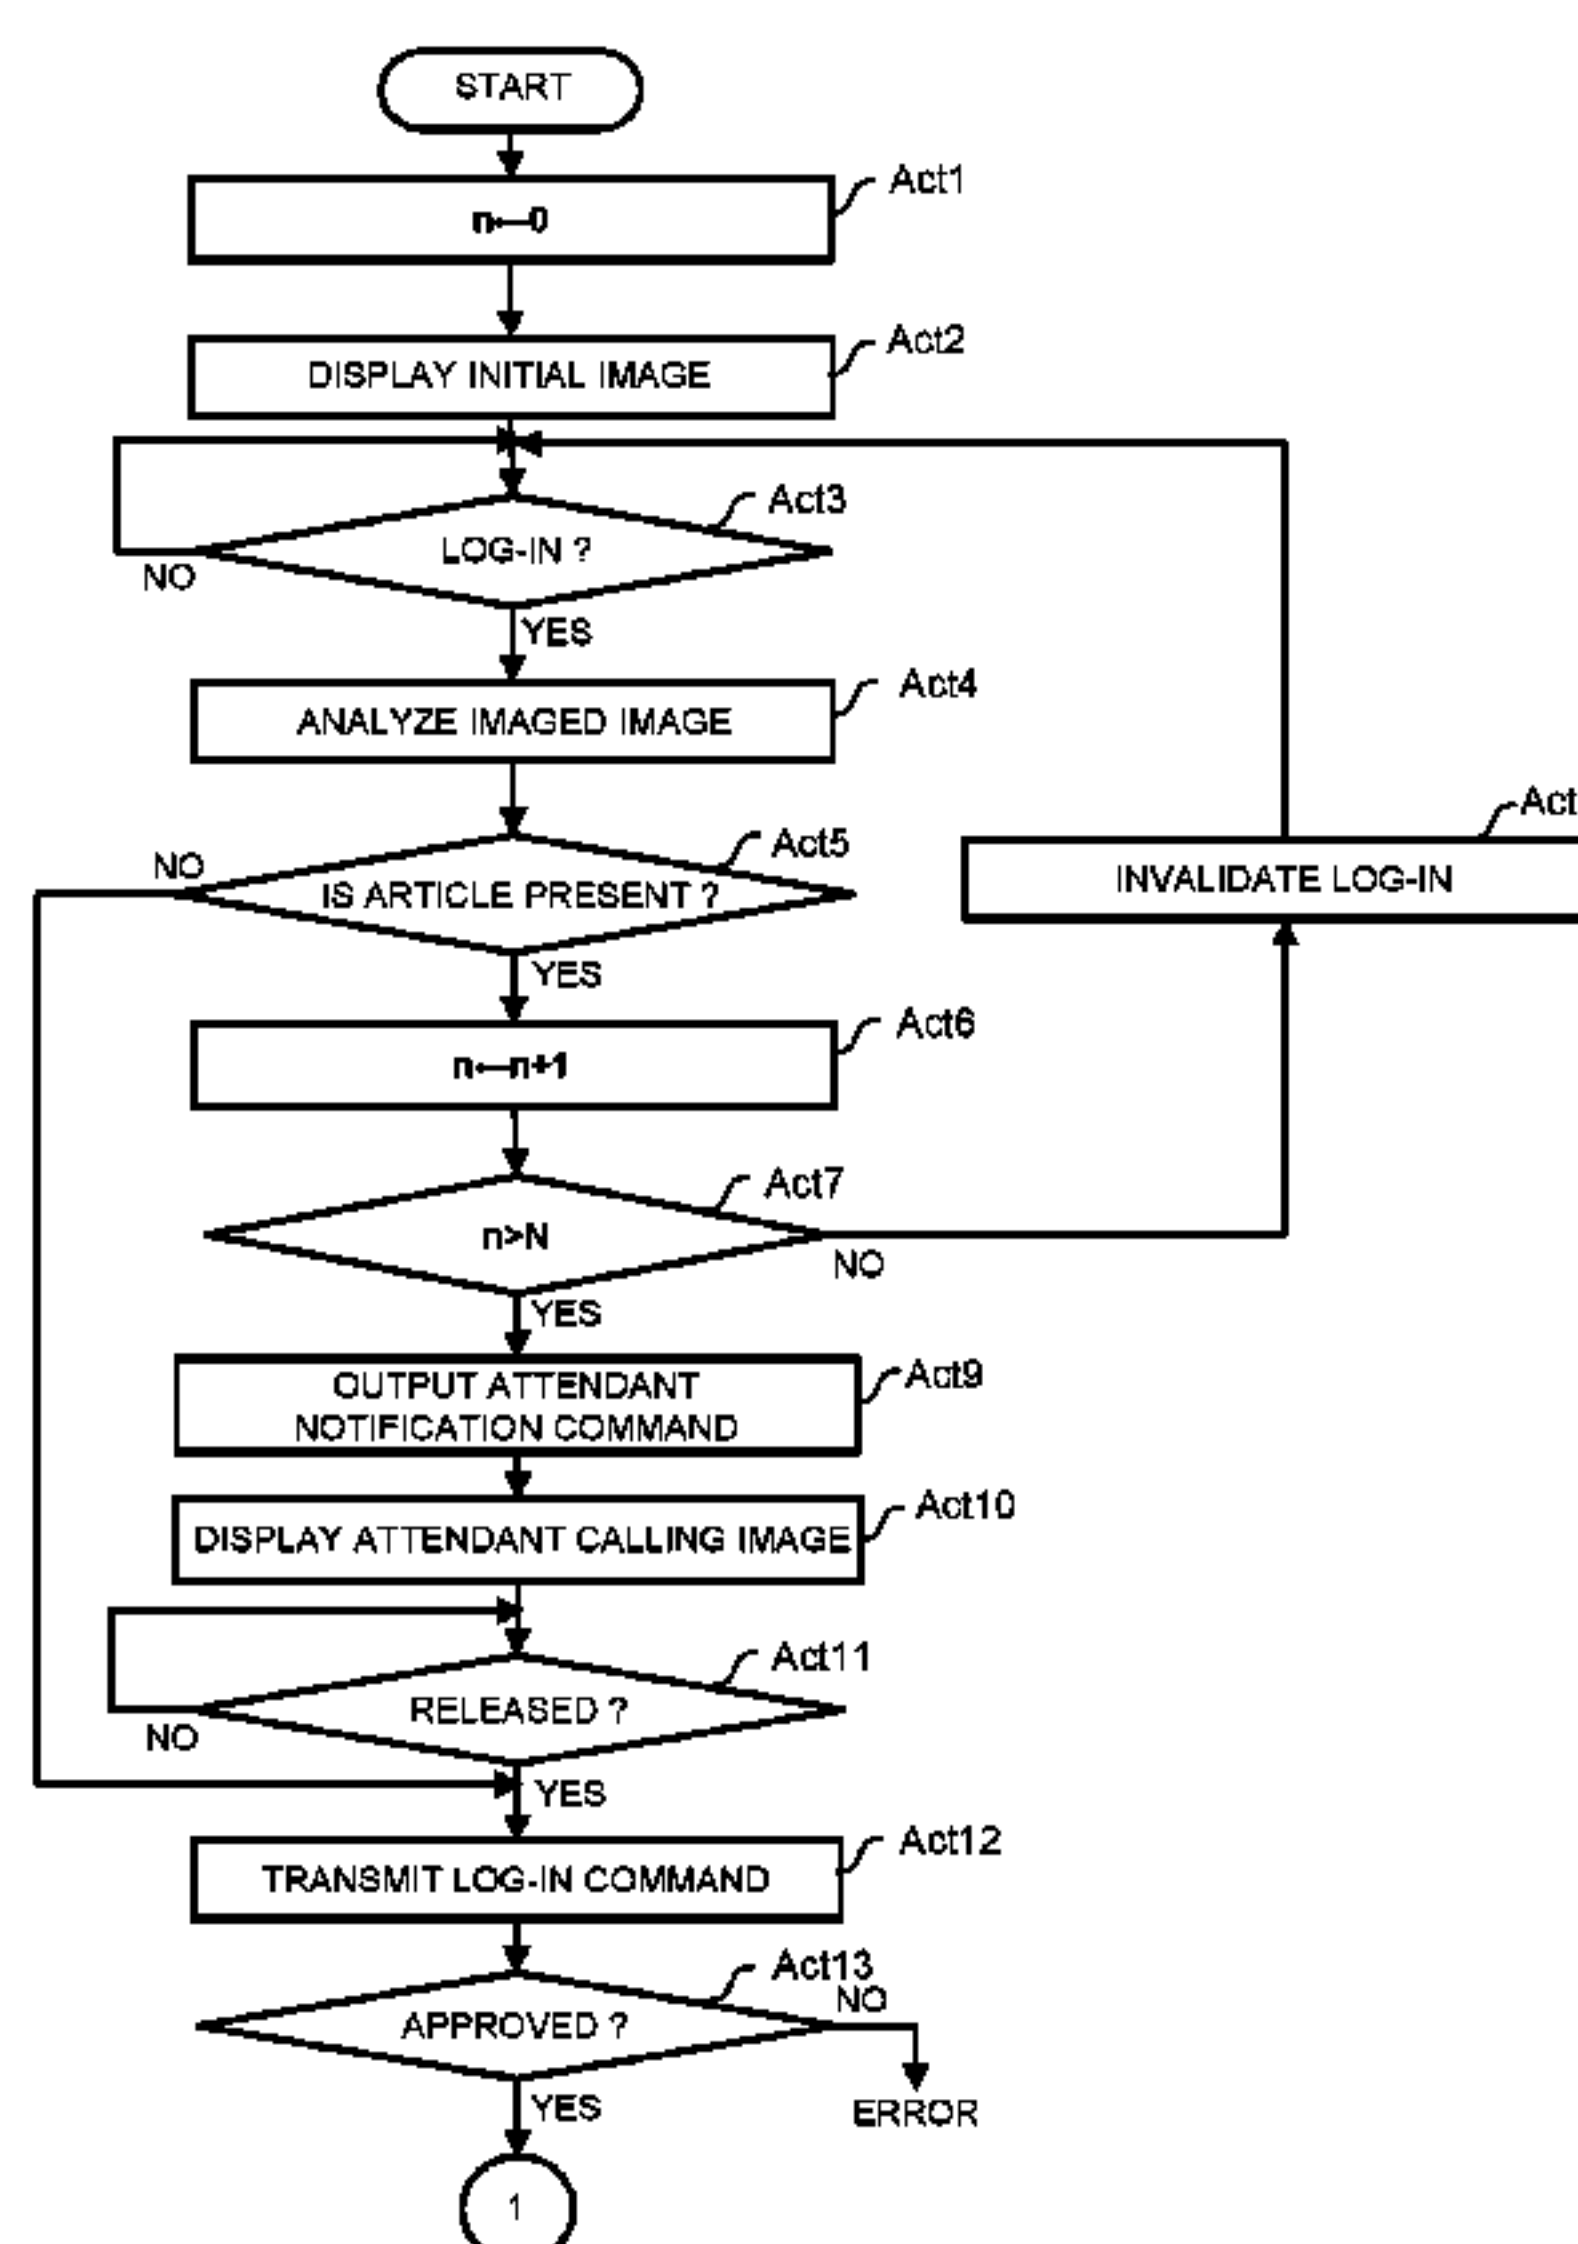 START
Act1
n←0
Act2
DISPLAY INITIAL IMAGE
Act3
LOG-IN ?
NO
YES
Act4
ANALYZE IMAGED IMAGE
Act5
NO
IS ARTICLE PRESENT ?
YES
Act
INVALIDATE LOG-IN
Act6
n←n+1
Act7
n>N
NO
YES
Act9
OUTPUT ATTENDANT
NOTIFICATION COMMAND
Act10
DISPLAY ATTENDANT CALLING IMAGE
Act11
RELEASED ?
NO
YES
Act12
TRANSMIT LOG-IN COMMAND
Act13
NO
APPROVED ?
YES
ERROR
1